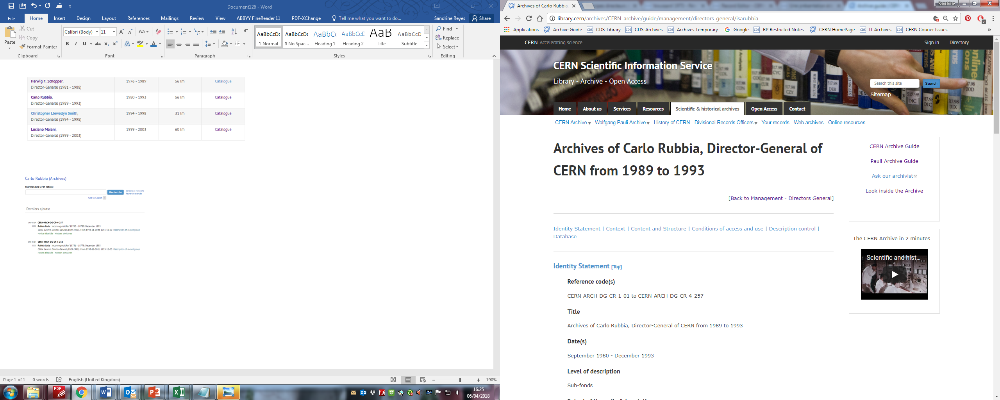 Document126 - Word
File Home Insert Design Layout References Mailings Review View ABBYY FineReader 11 PDF-XChange Tell me what you want to do... Sandrine Reyes Share
Paste
Cut
Copy
Format Painter
Clipboard
Calibri (Body) 11
Font
Paragraph
AaBbCcDc AaBbCcDc AaBbCc AaBbCcD AaB AaBbCcD
¶ Normal ¶ No Spac... Heading 1 Heading 2 Title Subtitle
Styles
Find
Replace
Select
Editing
Herwig F. Schopper, 1976 - 1989 56 lm Catalogue
Director-General (1981 - 1988)
Carlo Rubbia, 1980 - 1993 56 lm Catalogue
Director-General (1989 - 1993)
Christopher Llewellyn Smith, 1994 - 1998 31 lm Catalogue
Director-General (1994 - 1998)
Luciano Maiani, 1999 - 2003 60 lm Catalogue
Director-General (1999 - 2003)
Carlo Rubbia (Archives)
Chercher dans 1,747 notices:
Recherche
Conseils de recherche
Recherche avancée
Add to Search
Derniers ajouts:
2000-08-14 CERN-ARCH-DG-CR-4-257
00:00 Rubbia Carlo : Incoming mail Ref 18780 - 18780: December 1993
CERN. Geneva. Director-General (1989-1993) . From 1993-01-00 to 1993-12-00 Description of record group
Notice détaillée - Notices similaires
2000-08-14 CERN-ARCH-DG-CR-4-256
00:00 Rubbia Carlo : Incoming mail Ref 18731 - 18779: December 1993
CERN. Geneva. Director-General (1989-1993) . From 1993-12-00 to 1993-12-00 Description of record group
Notice détaillée - Notices similaires
Page 1 of 1 0 words English (United Kingdom) 190%
16:25
06/04/2018
Archives of Carlo Rubbia
Sandrine
library.cern/archives/CERN_archive/guide/management/directors_general/isarubbia
Applications Archive Guide CDS-Library CDS-Archives Archives Temporary Google RP Restricted Notes CERN HomePage IT Archives CERN Courier Issues »
CERN Accelerating science Sign in Directory
CERN Scientific Information Service
Library - Archive - Open Access
Search this site Search
Sitemap
Home About us Services Resources Scientific & historical archives Open Access Contact
CERN Archive Wolfgang Pauli Archive History of CERN Divisional Records Officers Your records Web archives Online resources
Archives of Carlo Rubbia, Director-General of
CERN from 1989 to 1993
[Back to Management - Directors General]
Identity Statement | Context | Content and Structure | Conditions of access and use | Description control |
Database
Identity Statement [Top]
Reference code(s)
CERN-ARCH-DG-CR-1-01 to CERN-ARCH-DG-CR-4-257
Title
Archives of Carlo Rubbia, Director-General of CERN from 1989 to 1993
Date(s)
September 1980 - December 1993
Level of description
Sub-fonds
CERN Archive Guide
Pauli Archive Guide
Ask our archivist
Look inside the Archive
The CERN Archive in 2 minutes
Scientific and hist...